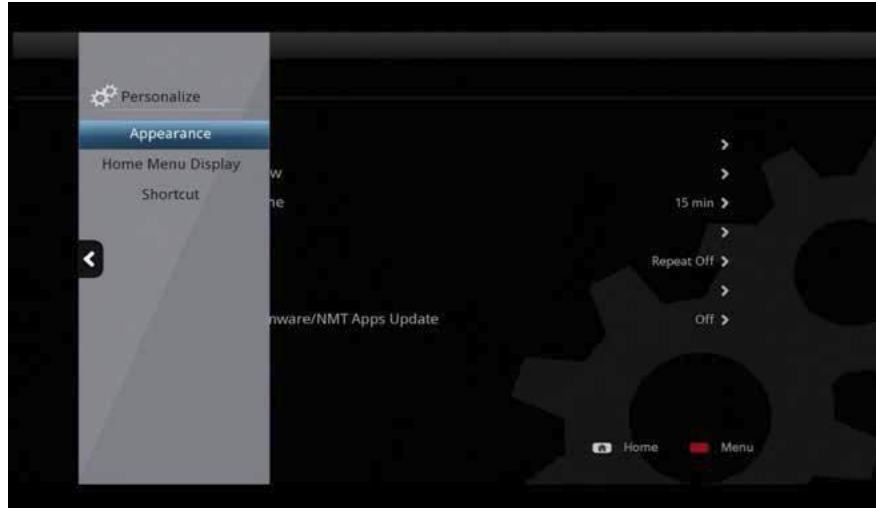 Personalize
Appearance
Home Menu Display
Shortcut
w
ne
15 min
Repeat Off
nware/NMT Apps Update
Off
Home
Menu